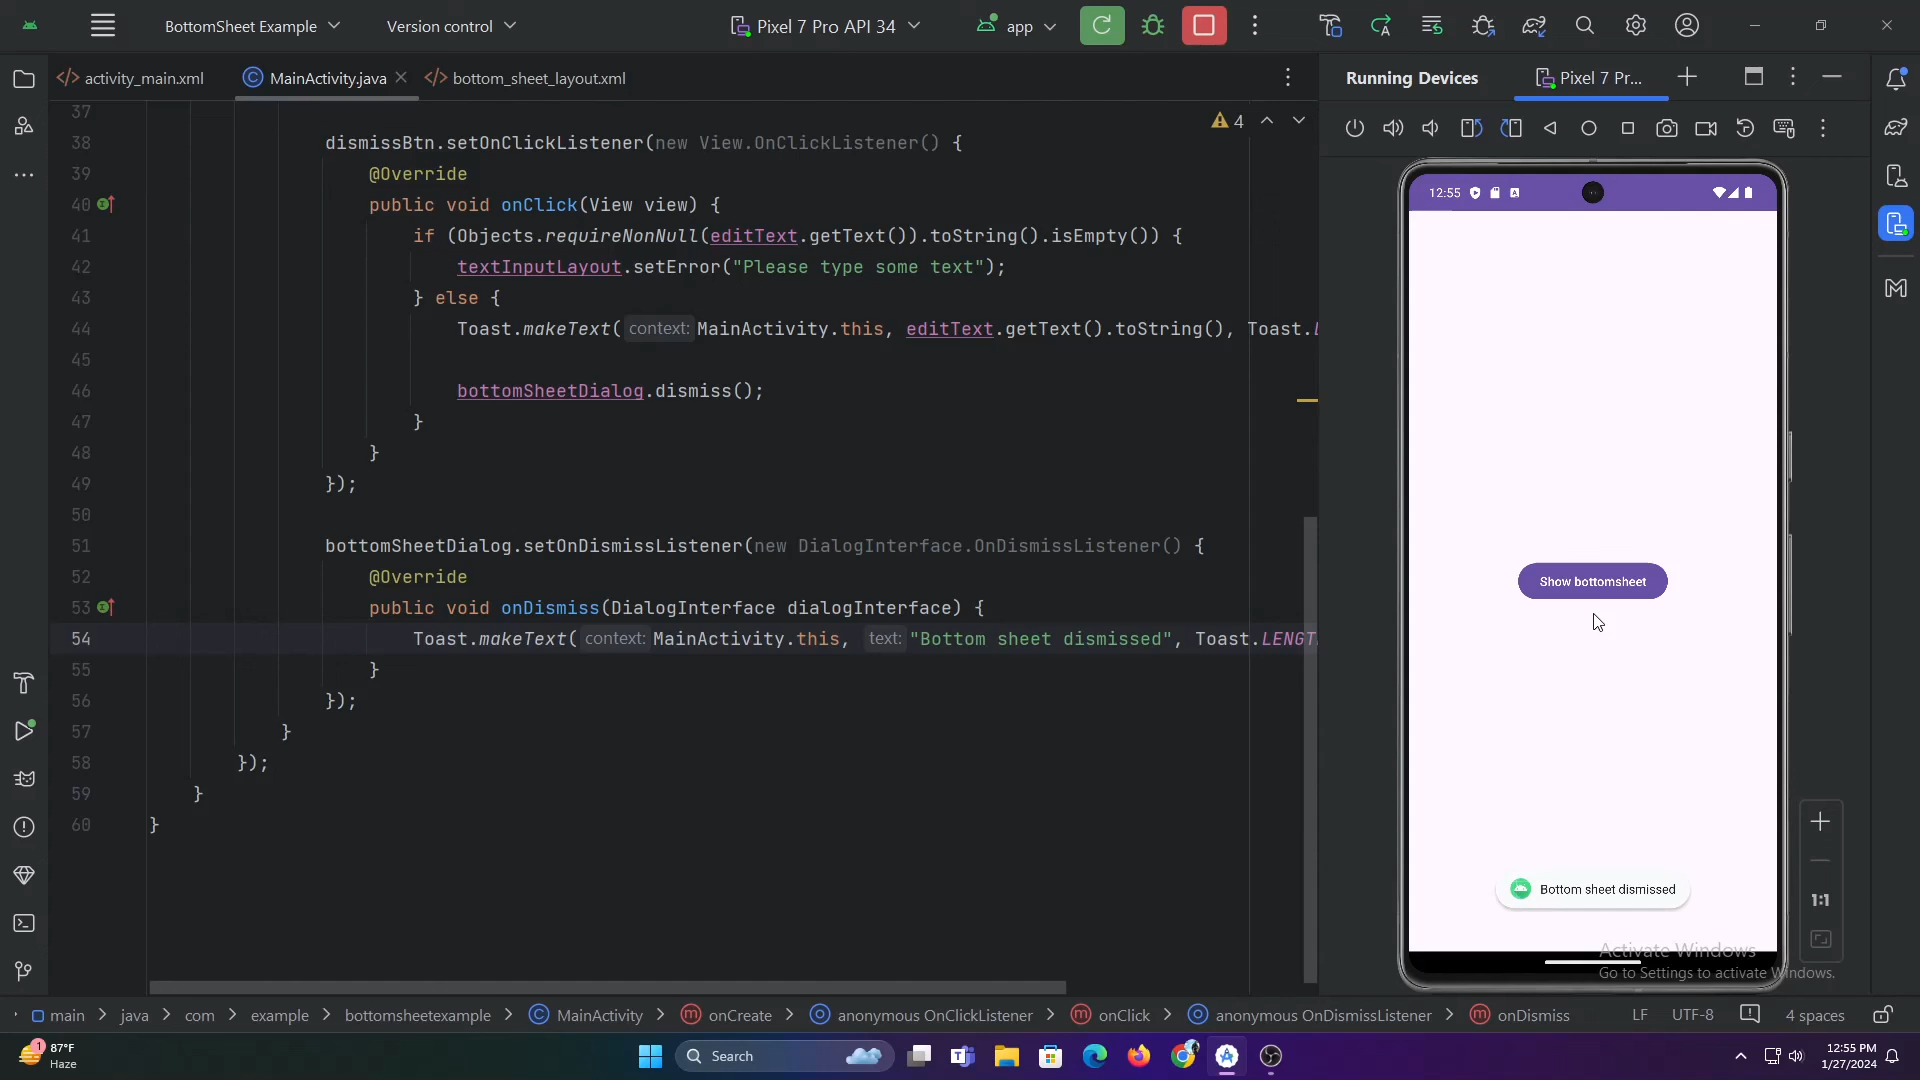 BottomSheet Example
Version control
Pixel 7 Pro API 34
app
activity_main.xml
MainActivity.java
bottom_sheet_layout.xml
Running Devices
Pixel 7 Pr...
4
37
38 dismissBtn.setOnClickListener(new View.OnClickListener() {
39 @Override
40 public void onClick(View view) {
41 if (Objects.requireNonNull(editText.getText()).toString().isEmpty()) {
42 textInputLayout.setError("Please type some text");
43 } else {
44 Toast.makeText( context: MainActivity.this, editText.getText().toString(), Toast.
45
46 bottomSheetDialog.dismiss();
47 }
48 }
49 });
50
51 bottomSheetDialog.setOnDismissListener(new DialogInterface.OnDismissListener() {
52 @Override
53 public void onDismiss(DialogInterface dialogInterface) {
54 Toast.makeText( context: MainActivity.this, text: "Bottom sheet dismissed", Toast.LENGT
55 }
56 });
57 }
58 });
59 }
60 }
12:55
Show bottomsheet
Bottom sheet dismissed
1:1
Activate Windows
Go to Settings to activate Windows.
main
java
com
example
bottomsheetexample
MainActivity
onCreate
anonymous OnClickListener
onClick
anonymous OnDismissListener
onDismiss
LF
UTF-8
4 spaces
1
87°F
Haze
Search
12:55 PM
1/27/2024